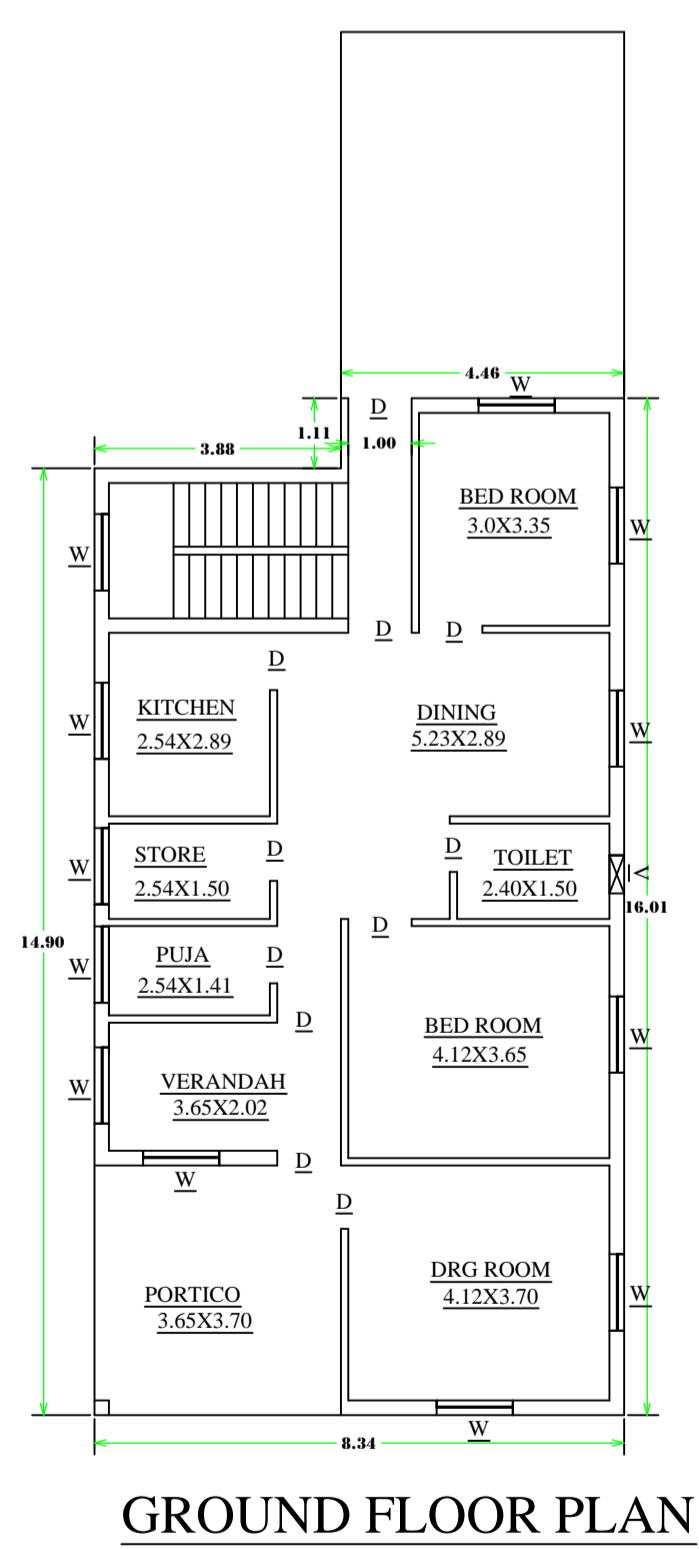 4.46
W
D
1.11
1.00
3.88
BED ROOM
3.0X3.35
W
W
D
D
D
KITCHEN
2.54X2.89
W
DINING
5.23X2.89
W
STORE
2.54X1.50
W
D
D
TOILET
2.40X1.50
V
16.01
14.90
D
PUJA
2.54X1.41
W
D
D
BED ROOM
4.12X3.65
W
VERANDAH
3.65X2.02
W
D
W
D
DRG ROOM
4.12X3.70
W
PORTICO
3.65X3.70
W
8.34
GROUND FLOOR PLAN